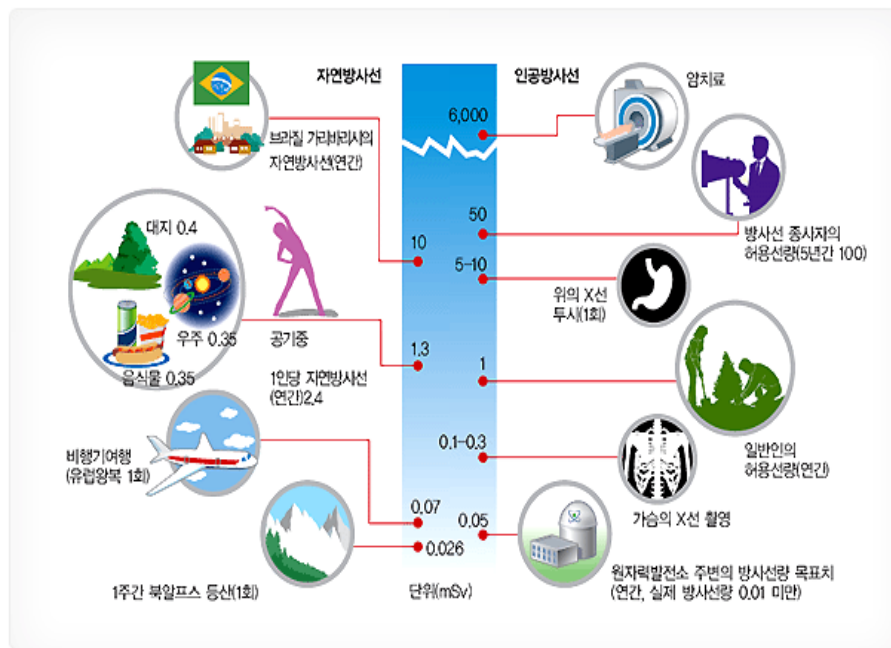 자연방사선
인공방사선
6,000
암치료
브라질 가리바리시의
자연방사선(연간)
대지 0.4
우주 0.35
음식물 0.35
공기중
50
10
5-10
방사선 종사자의
허용선량(5년간 100)
위의 X선
투시(1회)
1.3
1
1인당 자연방사선
(연간)2.4
비행기여행
(유럽왕복 1회)
0.1-0.3
일반인의
허용선량(연간)
0.07
0.05
가슴의 X선 촬영
0.026
1주간 북알프스 등산(1회)
단위(mSv)
원자력발전소 주변의 방사선량 목표치
(연간, 실제 방사선량 0.01 미만)